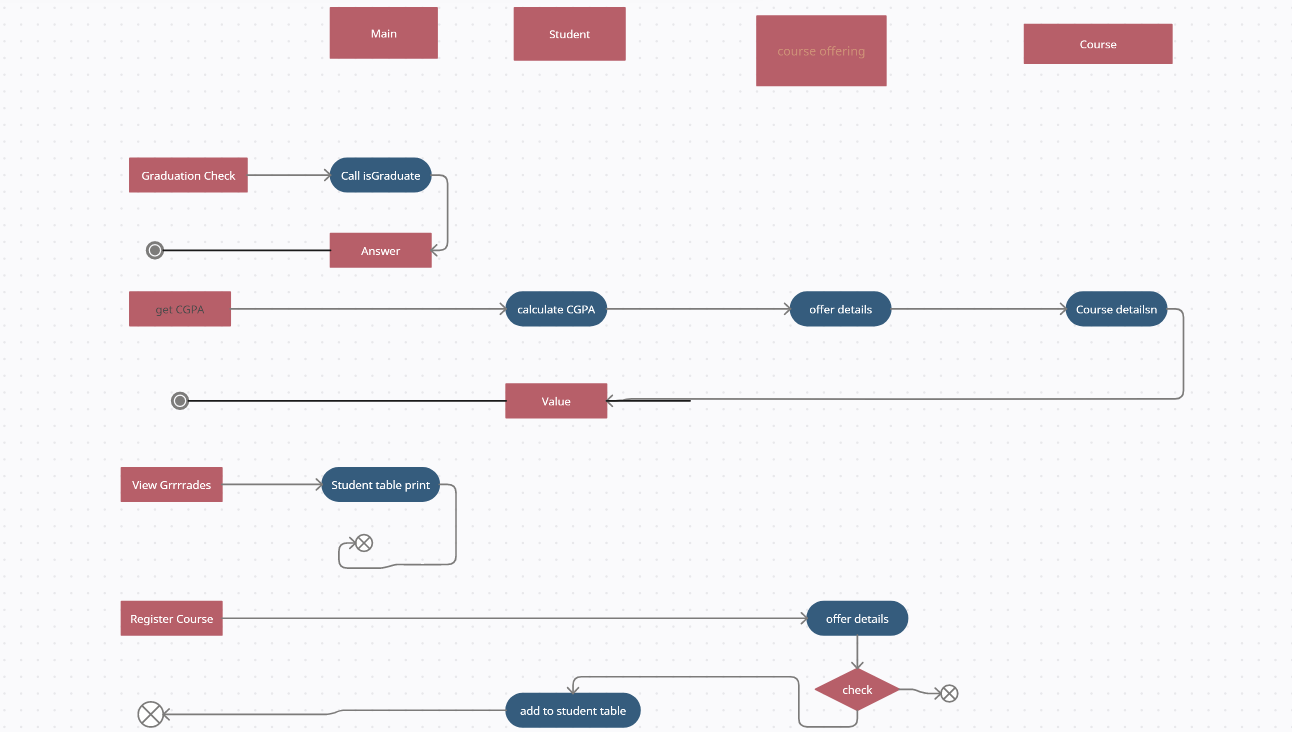 Main
Student
course offering
Course
Graduation Check
Call isGraduate
Answer
get CGPA
calculate CGPA
offer details
Course detailsn
Value
View Grrrrades
Student table print
Register Course
offer details
check
add to student table